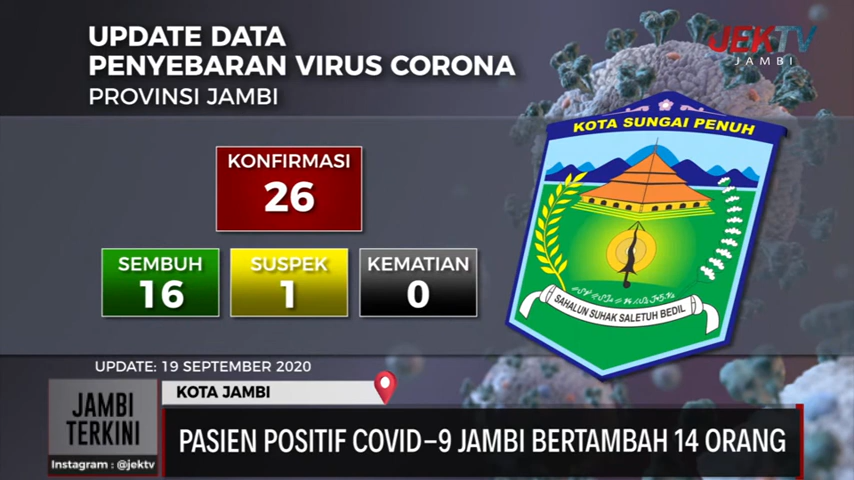 UPDATE DATA
PENYEBARAN VIRUS CORONA
PROVINSI JAMBI
JEKTV
JAMBI
KOTA SUNGAI PENUH
KONFIRMASI
26
SEMBUH
16
SUSPEK
1
KEMATIAN
0
SAHALUN SUHAK SALETUH BEDIL
UPDATE: 19 SEPTEMBER 2020
JAMBI
TERKINI
Instagram : @jektv
KOTA JAMBI
PASIEN POSITIF COVID–9 JAMBI BERTAMBAH 14 ORANG